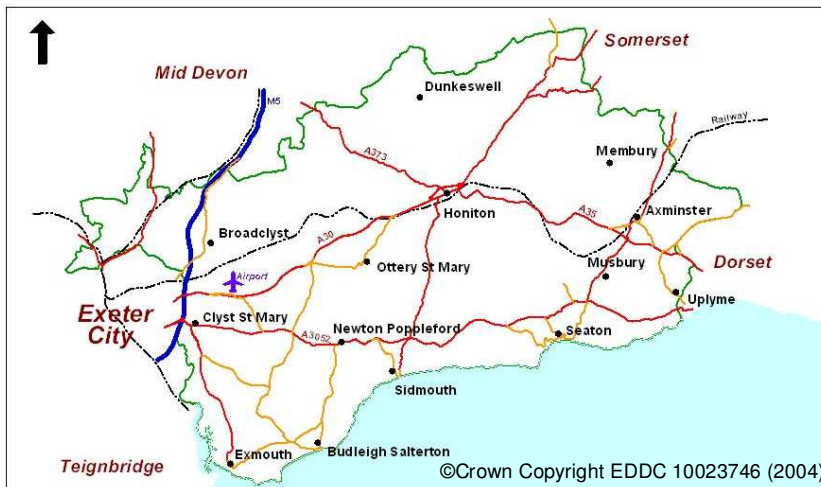 Somerset
Mid Devon
Dunkeswell
M5
Railway
A373
Membury
Honiton
A35
Axminster
Broadclyst
A30
Ottery St Mary
Airport
Musbury
Dorset
Uplyme
Exeter
City
Clyst St Mary
A3052
Newton Poppleford
Seaton
Sidmouth
Budleigh Salterton
Exmouth
Teignbridge
©Crown Copyright EDDC 10023746 (2004)